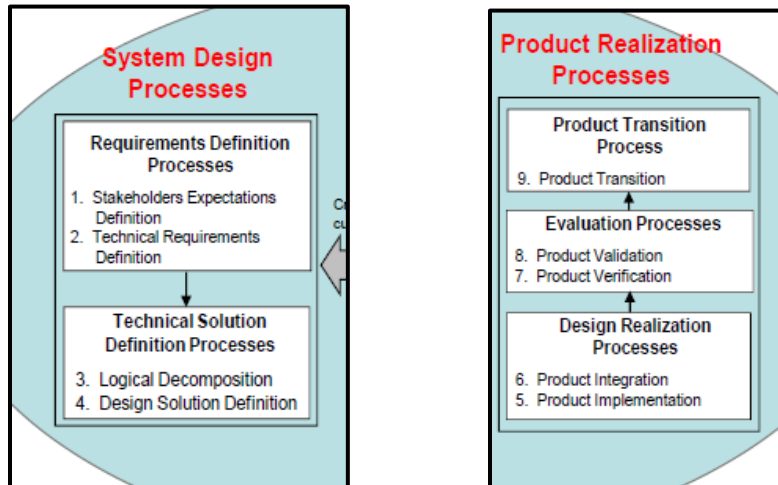 System Design
Processes
Requirements Definition
Processes
1. Stakeholders Expectations
Definition
2. Technical Requirements
Definition
Technical Solution
Definition Processes
3. Logical Decomposition
4. Design Solution Definition
Product Realization
Processes
Product Transition
Process
9. Product Transition
Evaluation Processes
8. Product Validation
7. Product Verification
Design Realization
Processes
6. Product Integration
5. Product Implementation